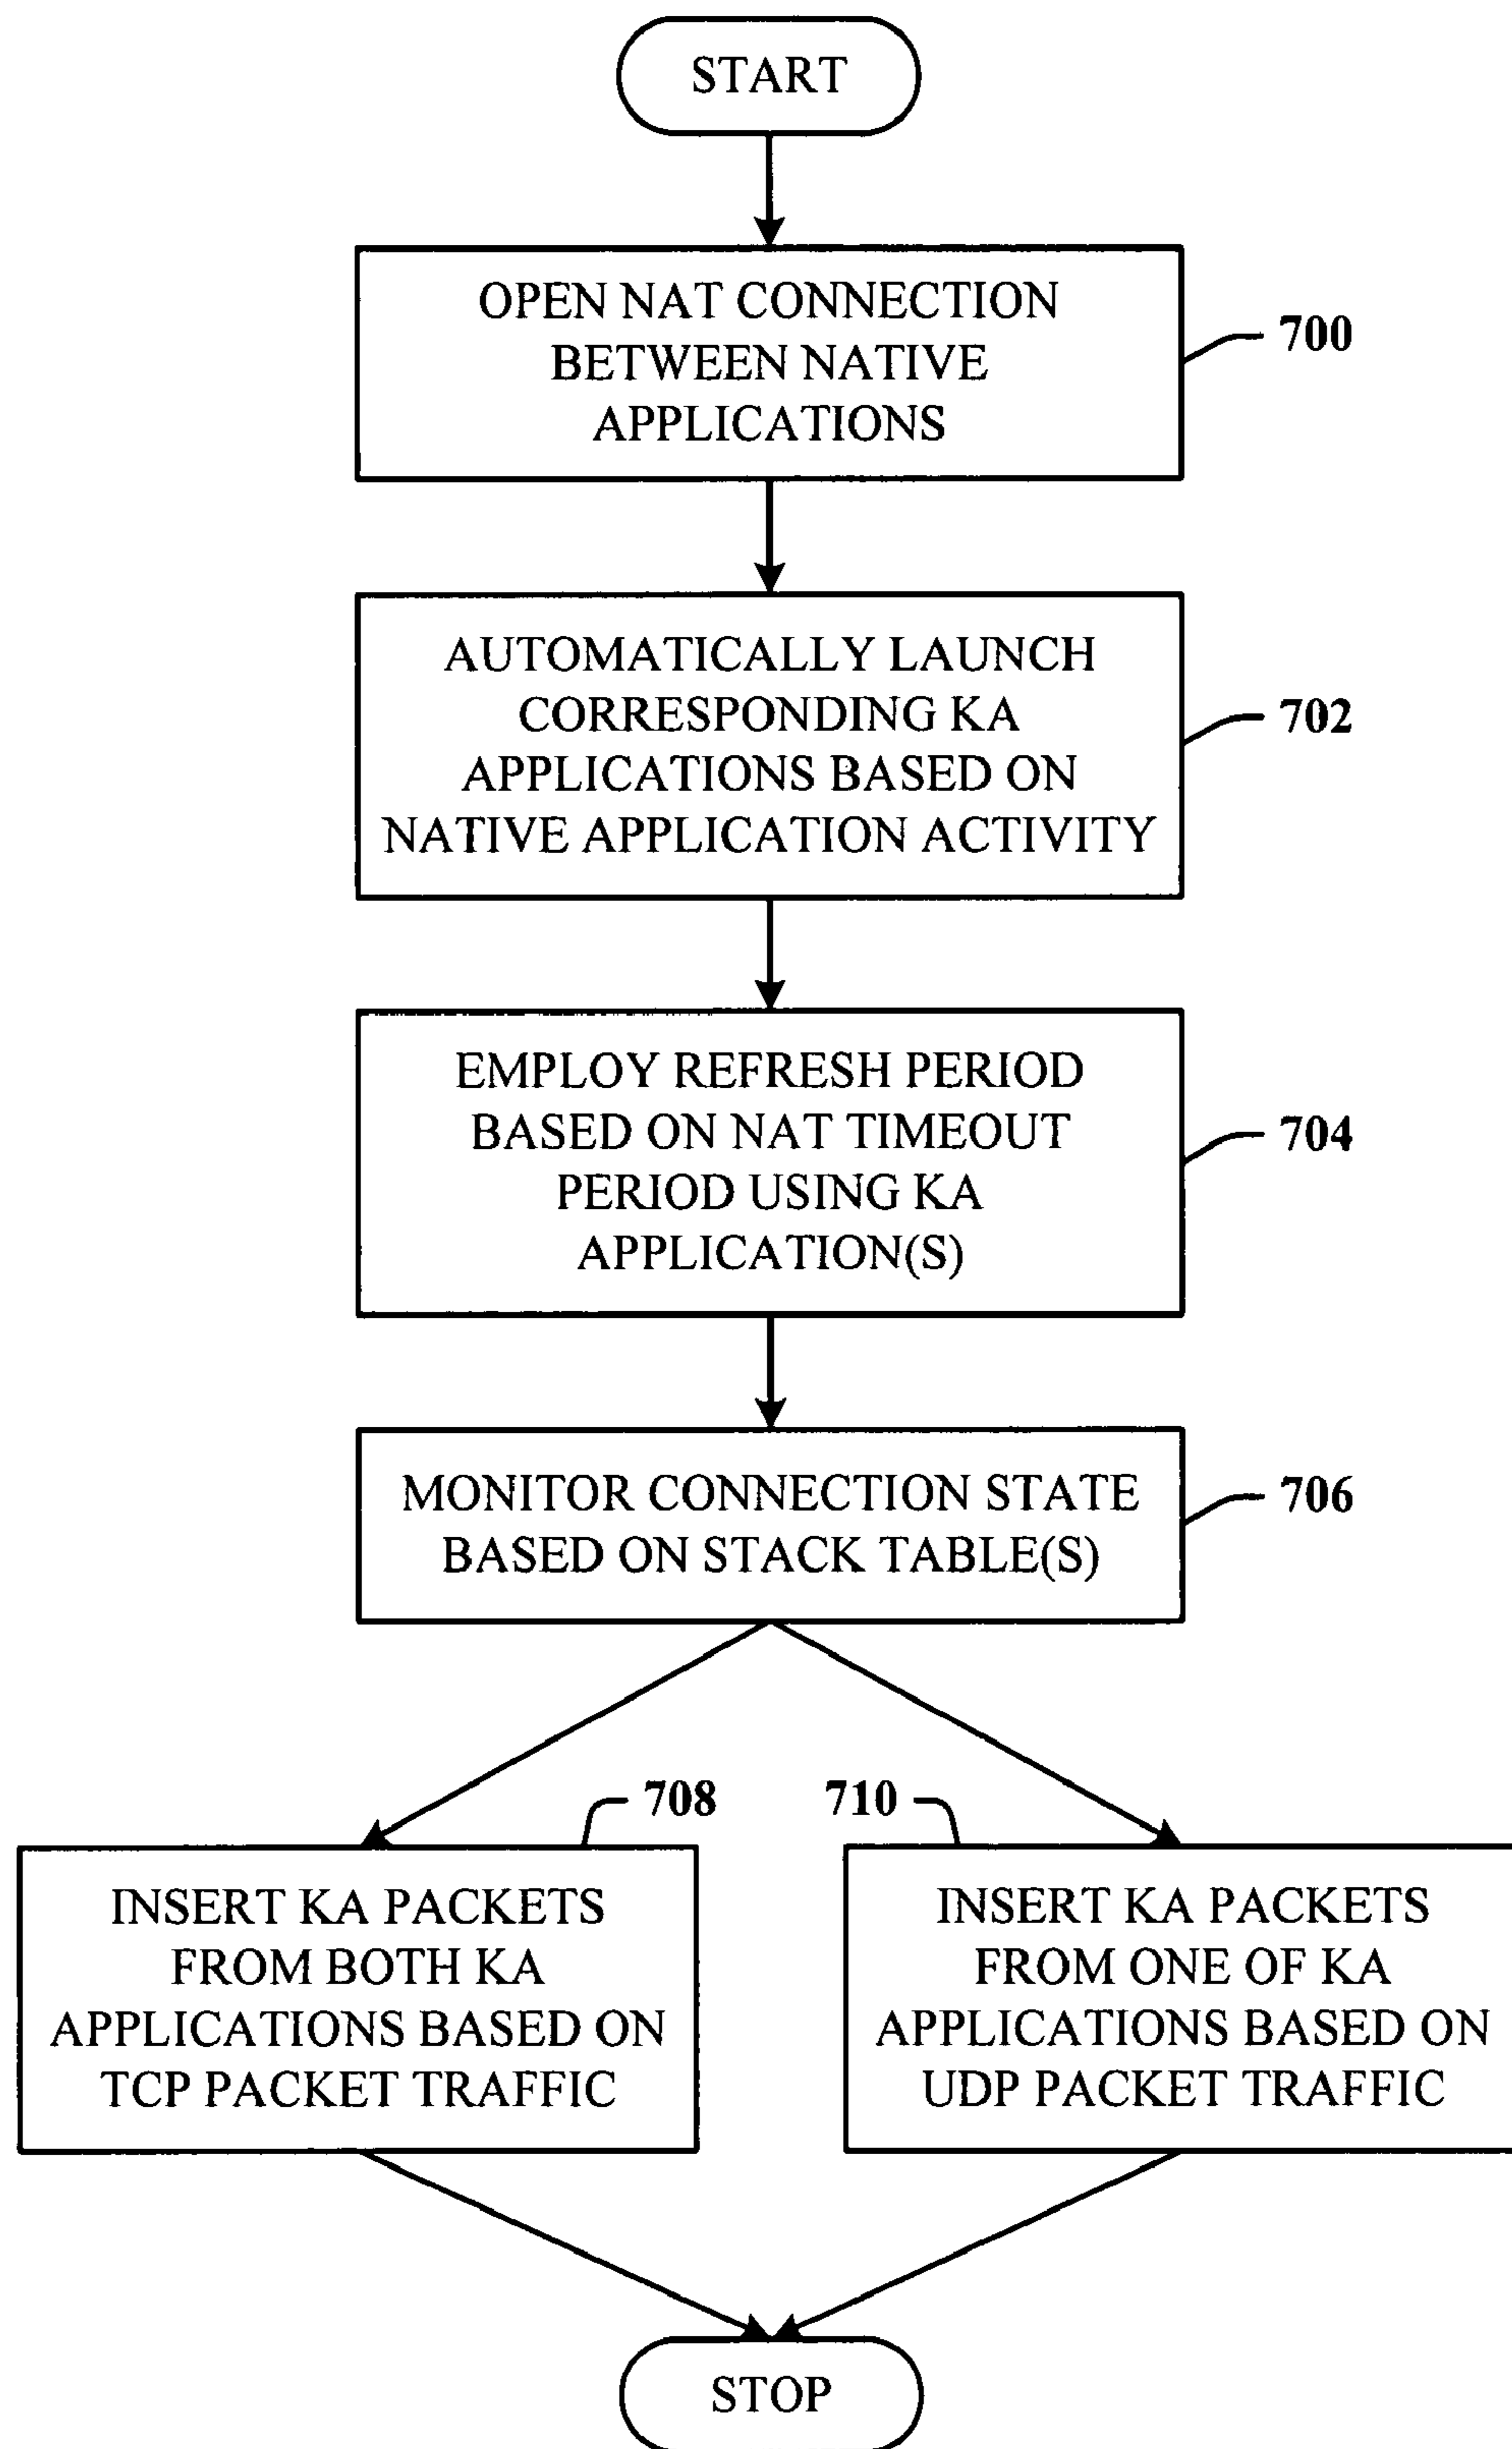 START
OPEN NAT CONNECTION
BETWEEN NATIVE
APPLICATIONS
700
AUTOMATICALLY LAUNCH
CORRESPONDING KA
APPLICATIONS BASED ON
NATIVE APPLICATION ACTIVITY
702
EMPLOY REFRESH PERIOD
BASED ON NAT TIMEOUT
PERIOD USING KA
APPLICATION(S)
704
MONITOR CONNECTION STATE
BASED ON STACK TABLE(S)
706
708
INSERT KA PACKETS
FROM BOTH KA
APPLICATIONS BASED ON
TCP PACKET TRAFFIC
710
INSERT KA PACKETS
FROM ONE OF KA
APPLICATIONS BASED ON
UDP PACKET TRAFFIC
STOP